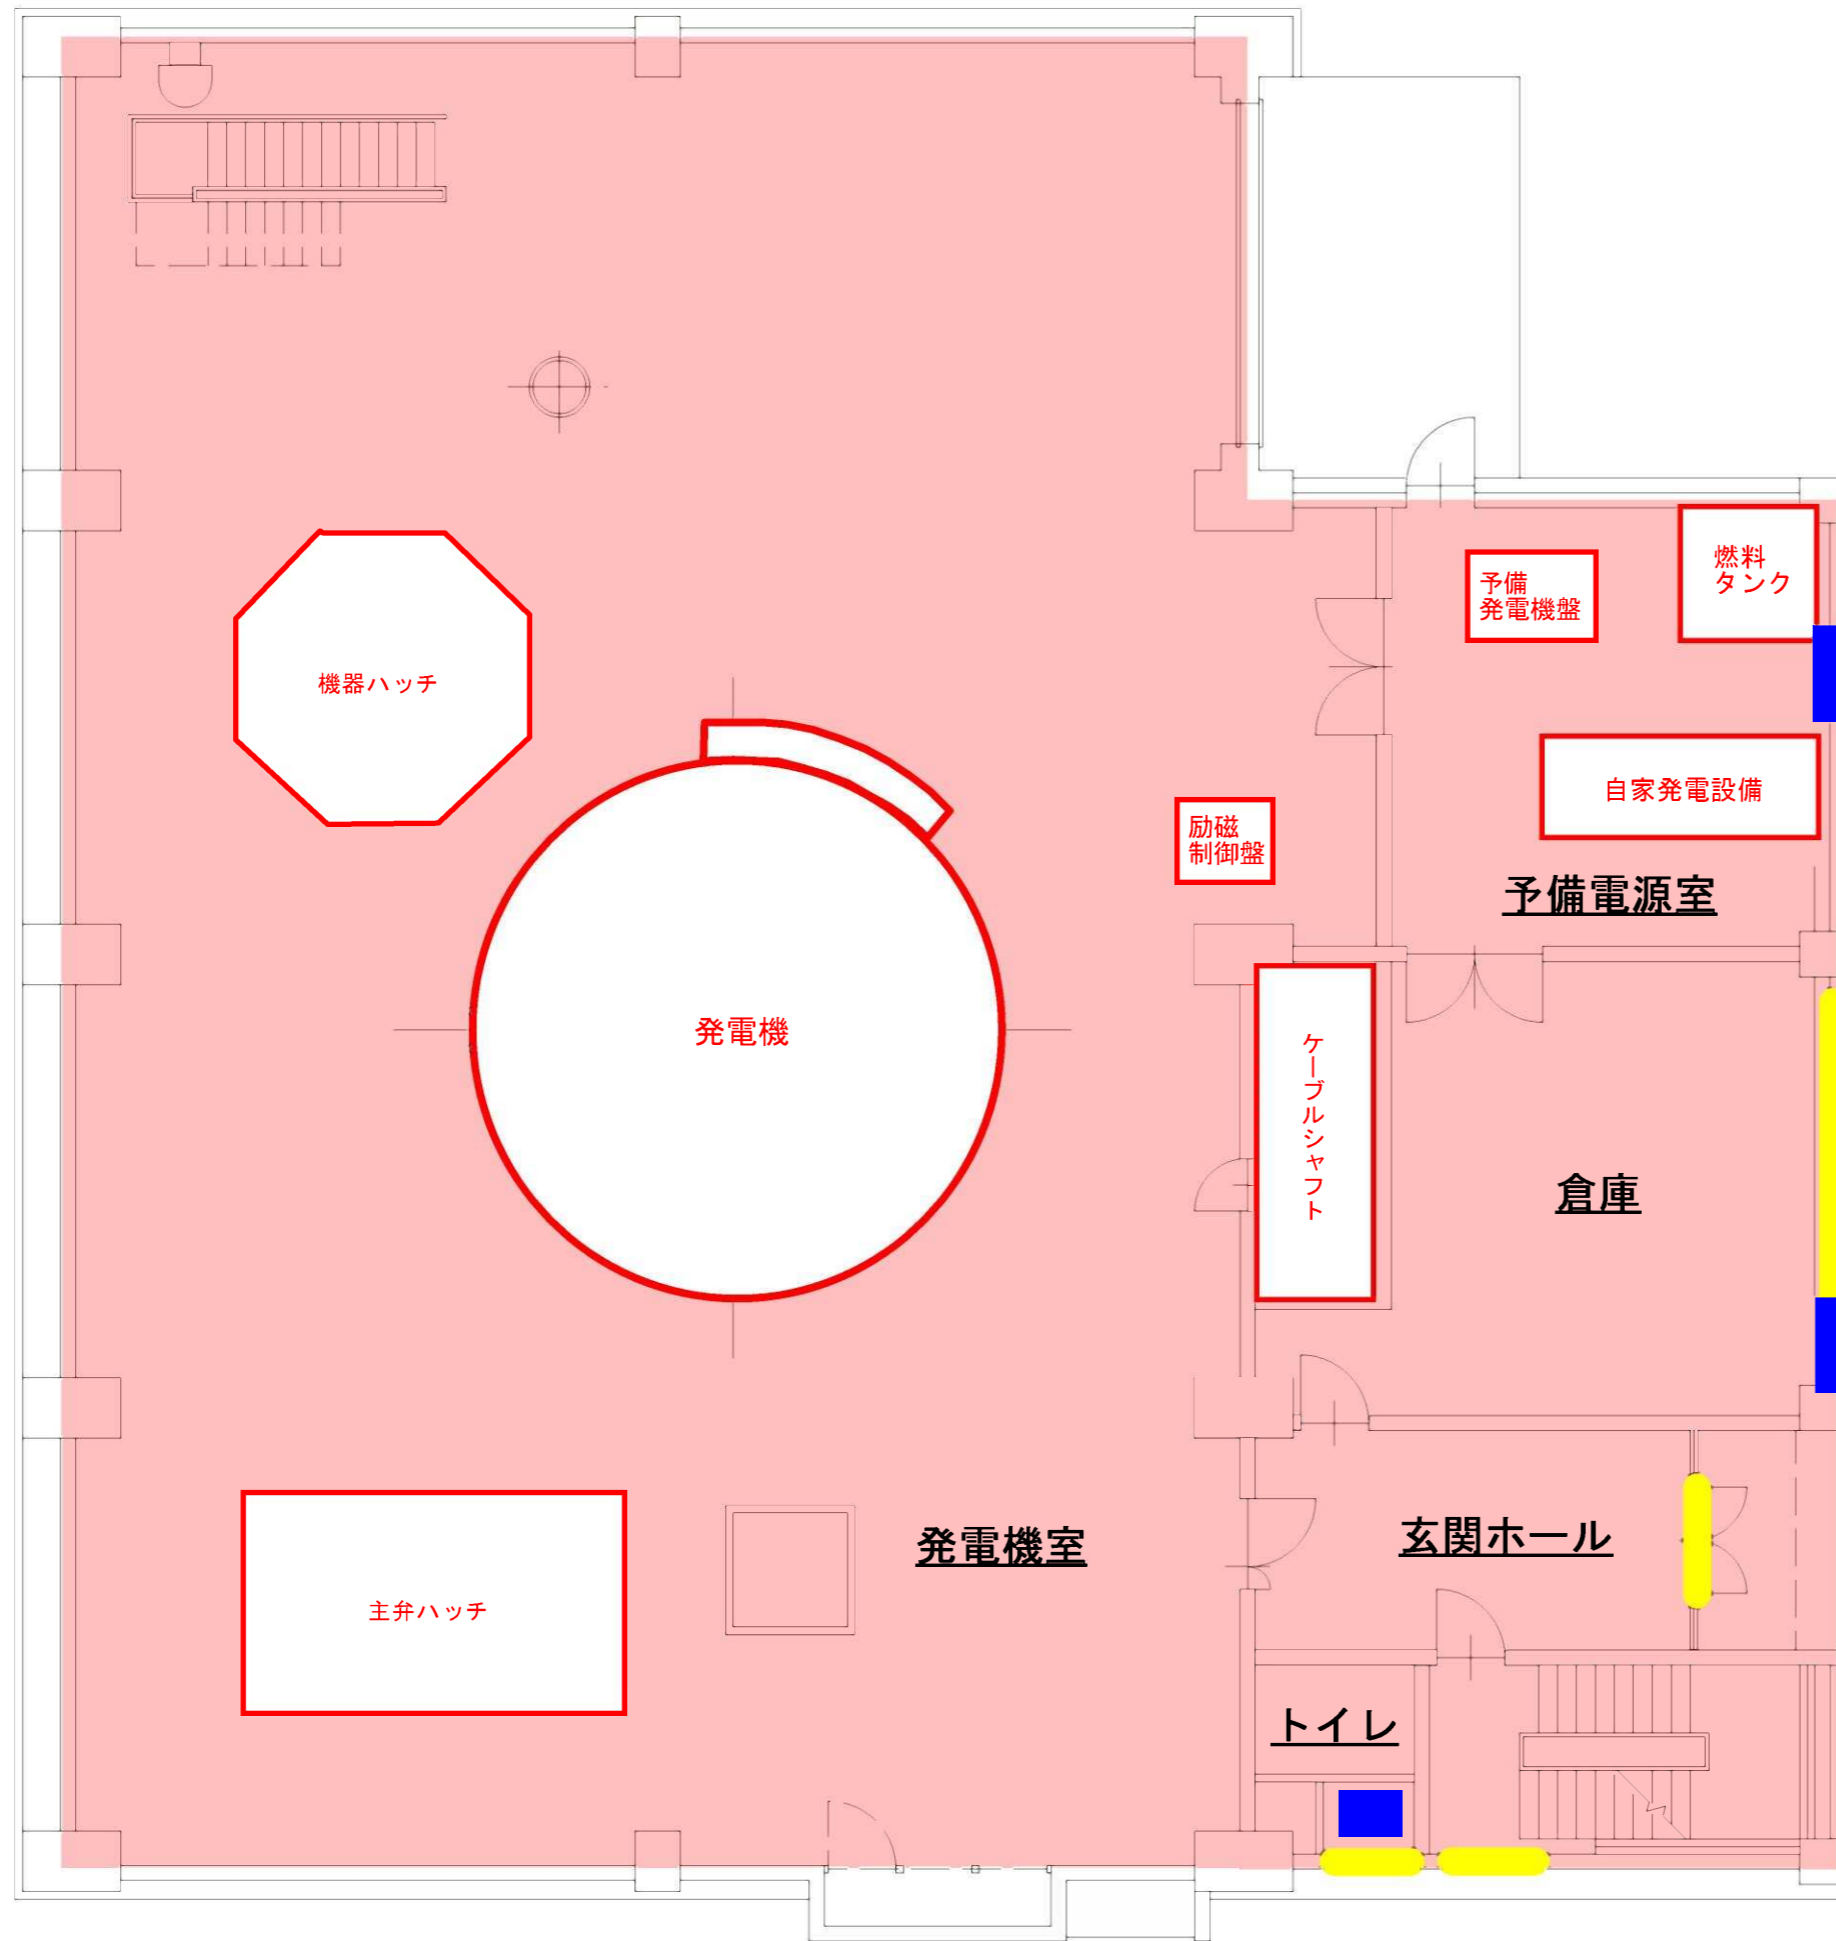 燃料
タンク
予備
発電機盤
機器ハッチ
自家発電設備
励磁
制御盤
予備電源室
発電機
ケーブルシャフト
倉庫
発電機室
玄関ホール
主弁ハッチ
トイレ